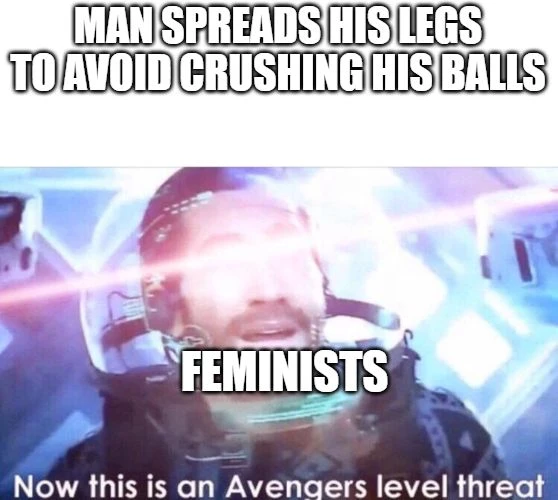 MAN SPREADS HIS LEGS
TO AVOID CRUSHING HIS BALLS
FEMINISTS
Now this is an Avengers level threat